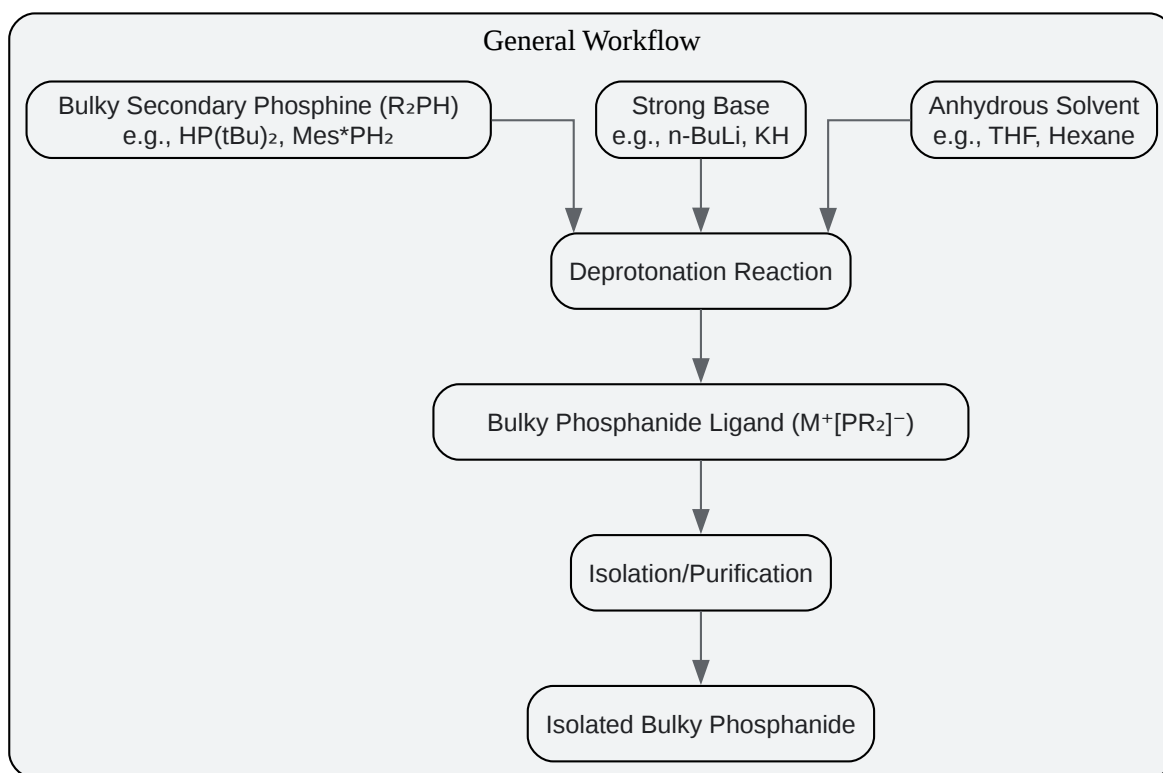 General Workflow
Bulky Secondary Phosphine (R₂PH)
e.g., HP(tBu)₂, Mes*PH₂
Strong Base
e.g., n-BuLi, KH
Anhydrous Solvent
e.g., THF, Hexane
Deprotonation Reaction
Bulky Phosphanide Ligand (M⁺[PR₂]⁻)
Isolation/Purification
Isolated Bulky Phosphanide